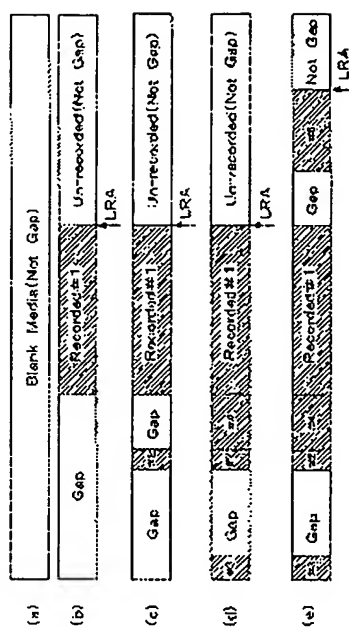 (a) Blank Media(Not Gap)
(b) Gap Recorded#1 Un-recorded(Not Gap)
LRA
(c) Gap Gap Recorded#1 Un-recorded(Not Gap)
LRA
(d) Gap Recorded#1 Un-recorded(Not Gap)
LRA
(e) Gap Recorded#1 Gap Not Gap
LRA